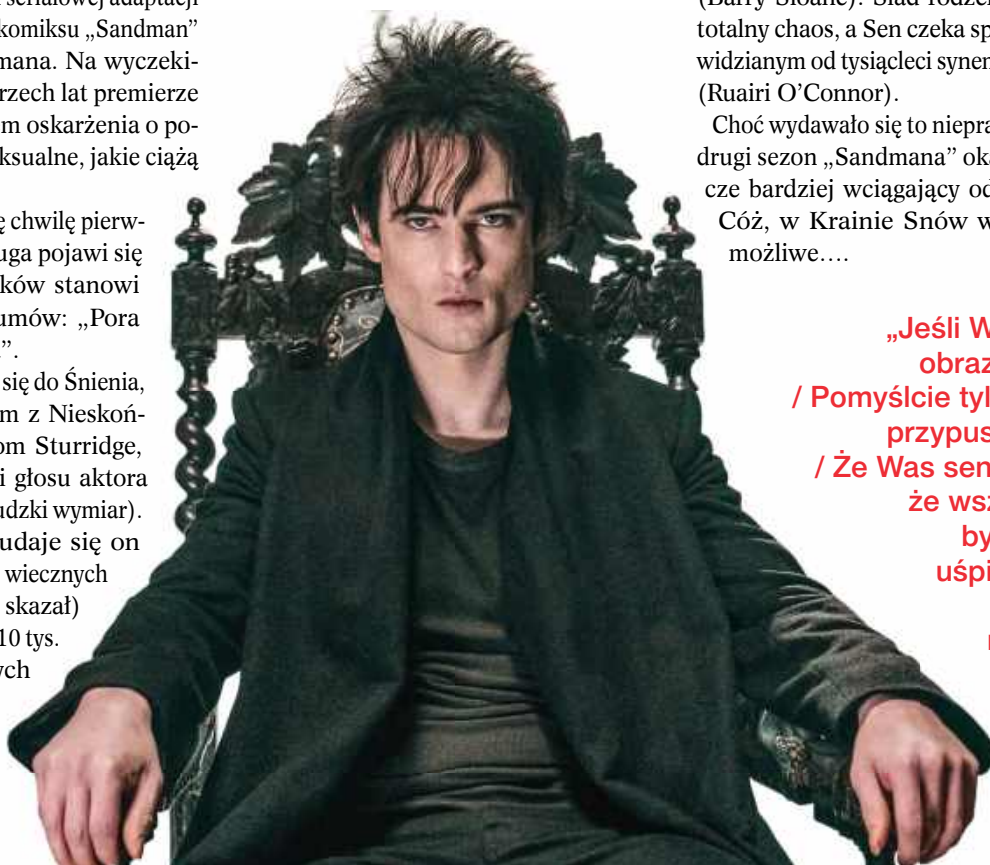 serialowej adaptacji
komiksu „Sandman”
mana. Na wyczeki-
rzech lat premierze
m oskarżenia o po-
ksualne, jakie ciążą
ę chwilę pierw-
uga pojawi się
ków stanowi
umów: „Pora
”.
się do Śnienia,
m z Nieskoń-
om Sturridge,
i głosu aktora
udzki wymiar).
udaje się on
wiecznych
skazał)
10 tys.
ych
(Barry Sloane)? Ślad rodzeń
totalny chaos, a Sen czeka sp
widzianym od tysiącleci synem
(Ruairi O’Connor).
Choć wydawało się to niepra
drugi sezon „Sandmana” oka
cze bardziej wciągający od
Cóż, w Krainie Snów w
możliwe….
„Jeśli W
obraz
/ Pomyślcie tyl
przypus
/ Że Was sen
że wsz
by
uśpi